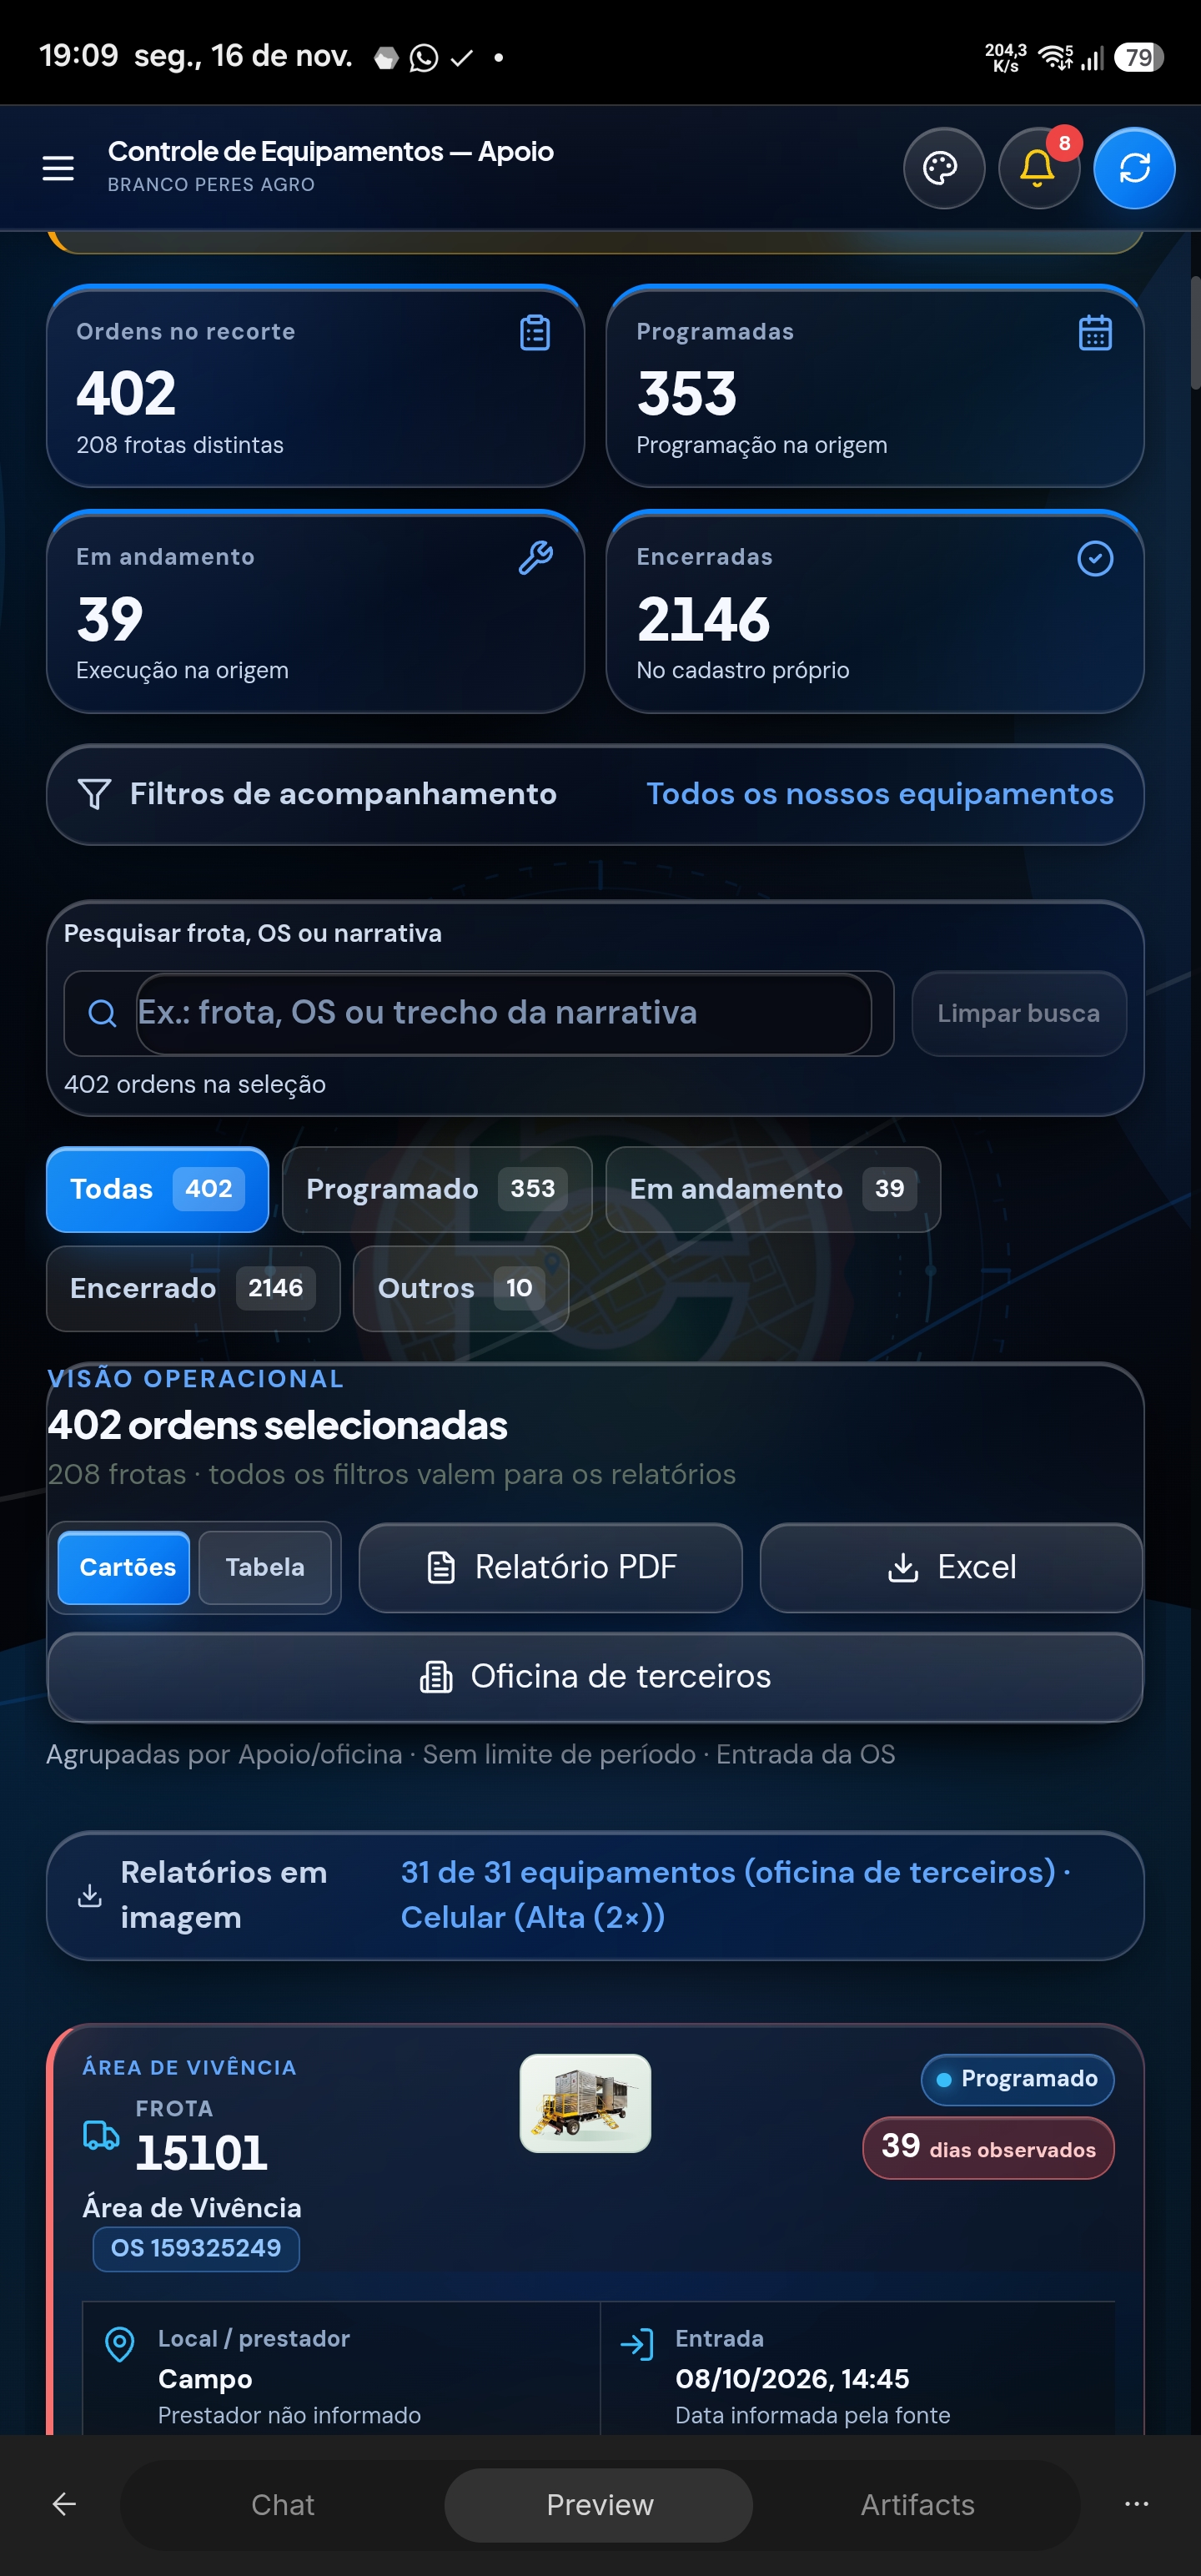 19:09 seg., 16 de nov.
204,3 K/s
5
79
Controle de Equipamentos — Apoio
BRANCO PERES AGRO
8
Ordens no recorte
402
208 frotas distintas
Programadas
353
Programação na origem
Em andamento
39
Execução na origem
Encerradas
2146
No cadastro próprio
Filtros de acompanhamento
Todos os nossos equipamentos
Pesquisar frota, OS ou narrativa
Ex.: frota, OS ou trecho da narrativa
Limpar busca
402 ordens na seleção
Todas 402
Programado 353
Em andamento 39
Encerrado 2146
Outros 10
VISÃO OPERACIONAL
402 ordens selecionadas
208 frotas · todos os filtros valem para os relatórios
Cartões
Tabela
Relatório PDF
Excel
Oficina de terceiros
Agrupadas por Apoio/oficina · Sem limite de período · Entrada da OS
Relatórios em
imagem
31 de 31 equipamentos (oficina de terceiros) ·
Celular (Alta (2×))
ÁREA DE VIVÊNCIA
FROTA
15101
Área de Vivência
OS 159325249
Programado
39 dias observados
Local / prestador
Campo
Prestador não informado
Entrada
08/10/2026, 14:45
Data informada pela fonte
Chat
Preview
Artifacts